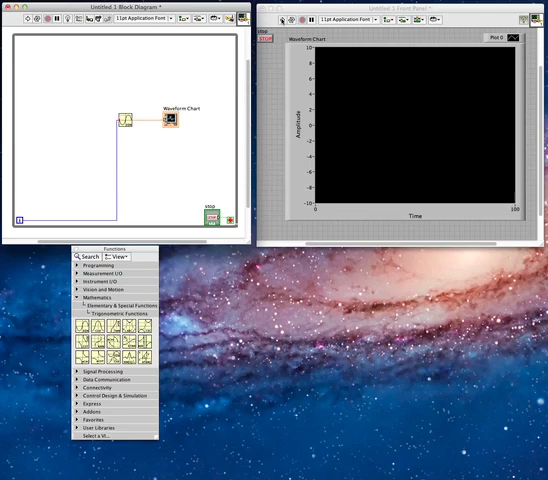 Untitled 1 Block Diagram *
11pt Application Font
Waveform Chart
i
stop
Untitled 1 Front Panel *
11pt Application Font
stop
STOP
Waveform Chart
Plot 0
10
8
6
4
2
0
-2
-4
-6
-8
-10
Amplitude
0
100
Time
Functions
Search
View
Programming
Measurement I/O
Instrument I/O
Vision and Motion
Mathematics
Elementary & Special Functions
Trigonometric Functions
Signal Processing
Data Communication
Connectivity
Control Design & Simulation
Express
Addons
Favorites
User Libraries
Select a VI...